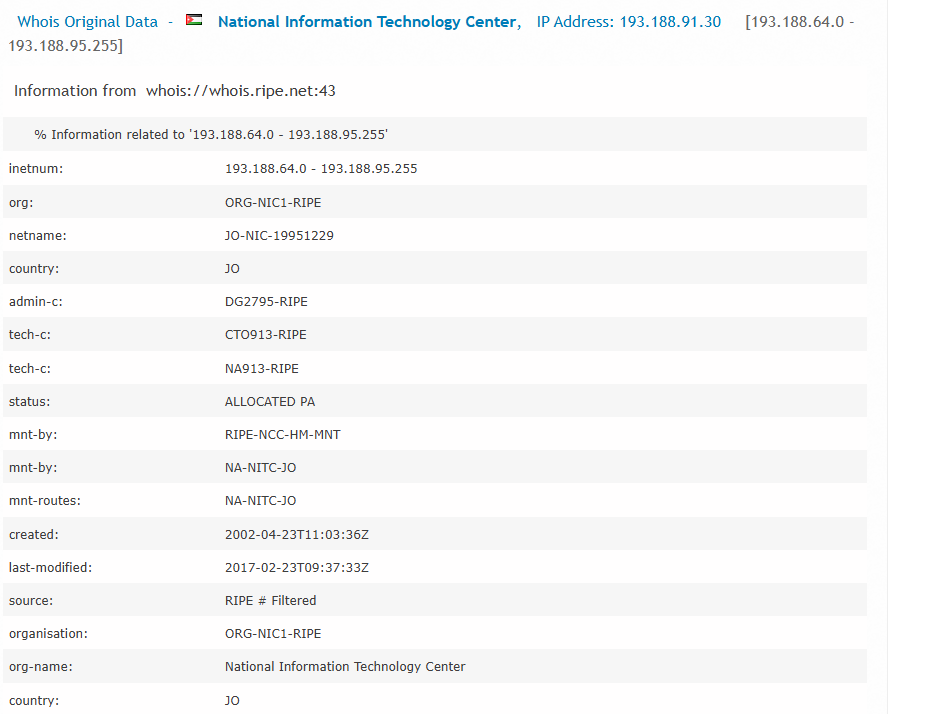 Whois Original Data - National Information Technology Center, IP Address: 193.188.91.30 [193.188.64.0 -
193.188.95.255]
Information from whois://whois.ripe.net:43
% Information related to '193.188.64.0 - 193.188.95.255'
inetnum: 193.188.64.0 - 193.188.95.255
org: ORG-NIC1-RIPE
netname: JO-NIC-19951229
country: JO
admin-c: DG2795-RIPE
tech-c: CTO913-RIPE
tech-c: NA913-RIPE
status: ALLOCATED PA
mnt-by: RIPE-NCC-HM-MNT
mnt-by: NA-NITC-JO
mnt-routes: NA-NITC-JO
created: 2002-04-23T11:03:36Z
last-modified: 2017-02-23T09:37:33Z
source: RIPE # Filtered
organisation: ORG-NIC1-RIPE
org-name: National Information Technology Center
country: JO